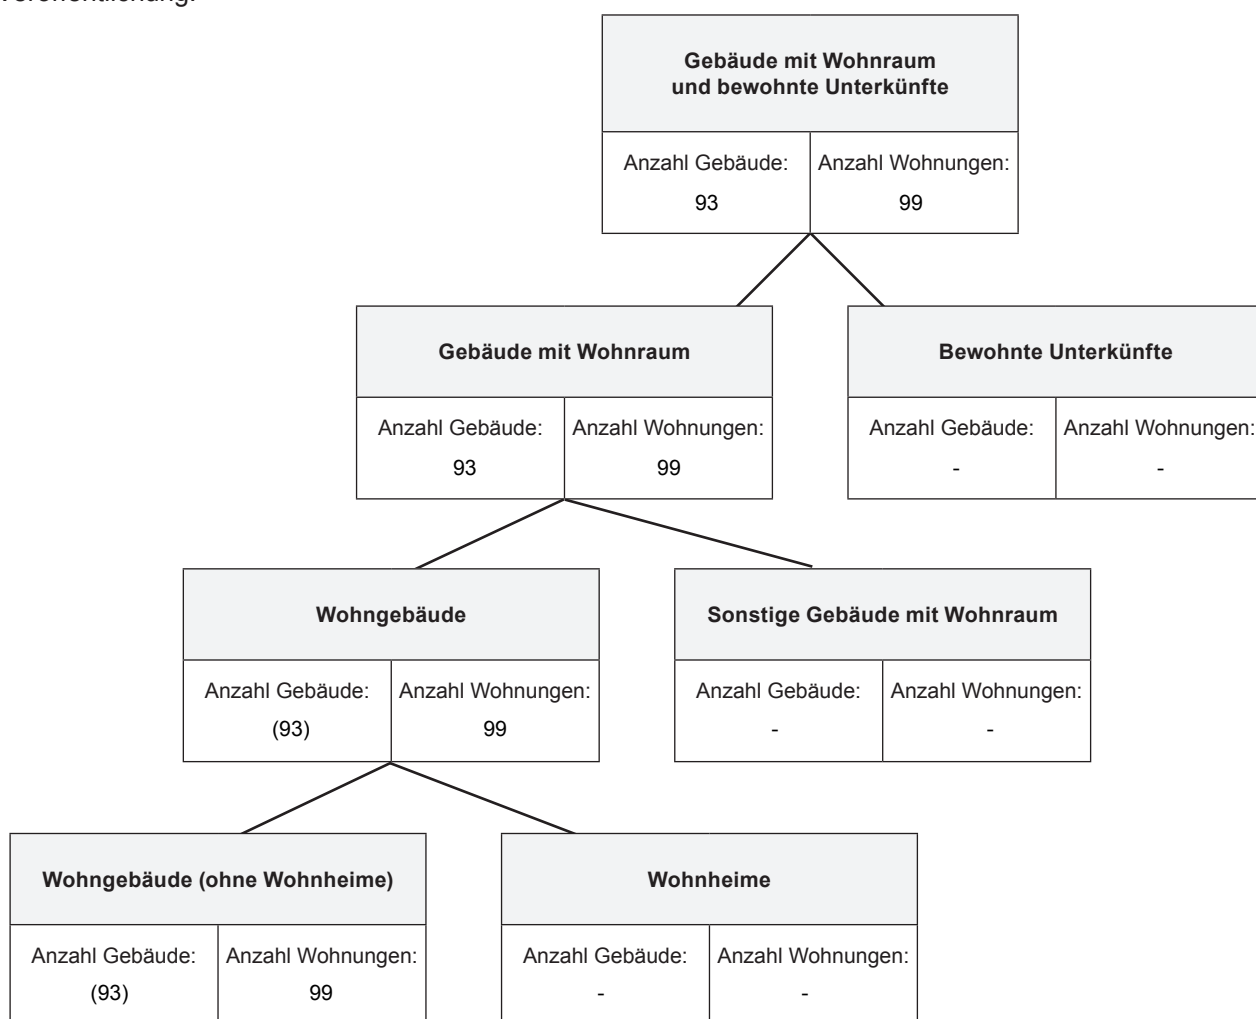 Veröffentlichung.
Gebäude mit Wohnraum
und bewohnte Unterkünfte
Anzahl Gebäude: Anzahl Wohnungen:
93 99
Gebäude mit Wohnraum Bewohnte Unterkünfte
Anzahl Gebäude: Anzahl Wohnungen: Anzahl Gebäude: Anzahl Wohnungen:
93 99 - -
Wohngebäude Sonstige Gebäude mit Wohnraum
Anzahl Gebäude: Anzahl Wohnungen: Anzahl Gebäude: Anzahl Wohnungen:
(93) 99 - -
Wohngebäude (ohne Wohnheime) Wohnheime
Anzahl Gebäude: Anzahl Wohnungen: Anzahl Gebäude: Anzahl Wohnungen:
(93) 99 - -